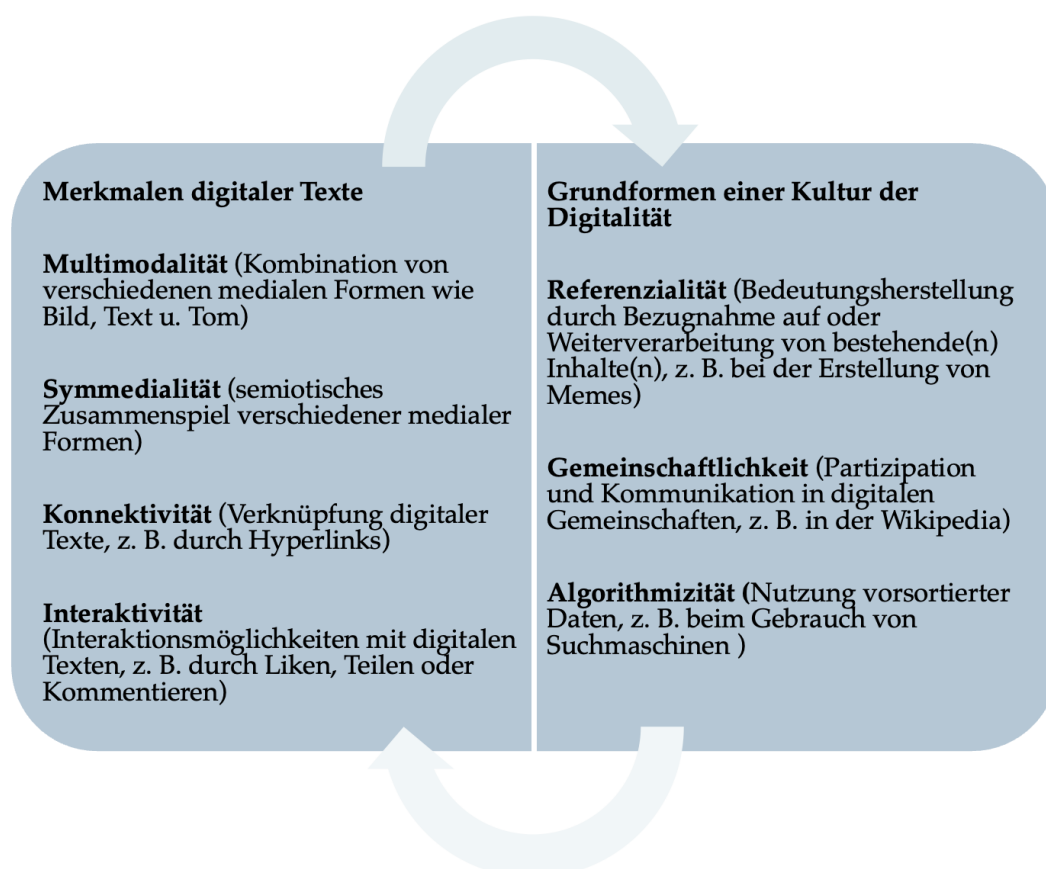 Merkmalen digitaler Texte
Multimodalität (Kombination von
verschiedenen medialen Formen wie
Bild, Text u. Tom)
Symmedialität (semiotisches
Zusammenspiel verschiedener medialer
Formen)
Konnektivität (Verknüpfung digitaler
Texte, z. B. durch Hyperlinks)
Interaktivität
(Interaktionsmöglichkeiten mit digitalen
Texten, z. B. durch Liken, Teilen oder
Kommentieren)
Grundformen einer Kultur der
Digitalität
Referenzialität (Bedeutungsherstellung
durch Bezugnahme auf oder
Weiterverarbeitung von bestehende(n)
Inhalte(n), z. B. bei der Erstellung von
Memes)
Gemeinschaftlichkeit (Partizipation
und Kommunikation in digitalen
Gemeinschaften, z. B. in der Wikipedia)
Algorithmizität (Nutzung vorsortierter
Daten, z. B. beim Gebrauch von
Suchmaschinen )